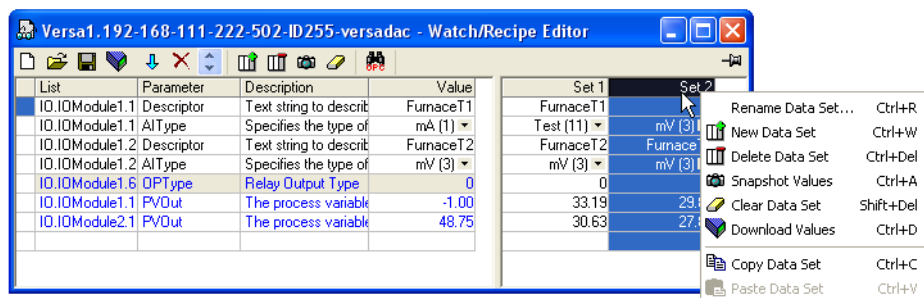 Versa1.192-168-111-222-502-ID255-versadac - Watch/Recipe Editor
OPC
List Parameter Description Value Set 1 Set 2
IO.IOModule1.1 Descriptor Text string to describ FurnaceT1 FurnaceT1
IO.IOModule1.1 AIType Specifies the type of mA (1) Test (11) mV (3)
IO.IOModule1.2 Descriptor Text string to describ FurnaceT2 FurnaceT2 Furnace
IO.IOModule1.2 AIType Specifies the type of mV (3) mV (3) mV (3)
IO.IOModule1.6 OPType Relay Output Type 0 0
IO.IOModule1.1 PVOut The process variable -1.00 33.19 29.
IO.IOModule2.1 PVOut The process variable 48.75 30.63 27.
Rename Data Set... Ctrl+R
New Data Set Ctrl+W
Delete Data Set Ctrl+Del
Snapshot Values Ctrl+A
Clear Data Set Shift+Del
Download Values Ctrl+D
Copy Data Set Ctrl+C
Paste Data Set Ctrl+V